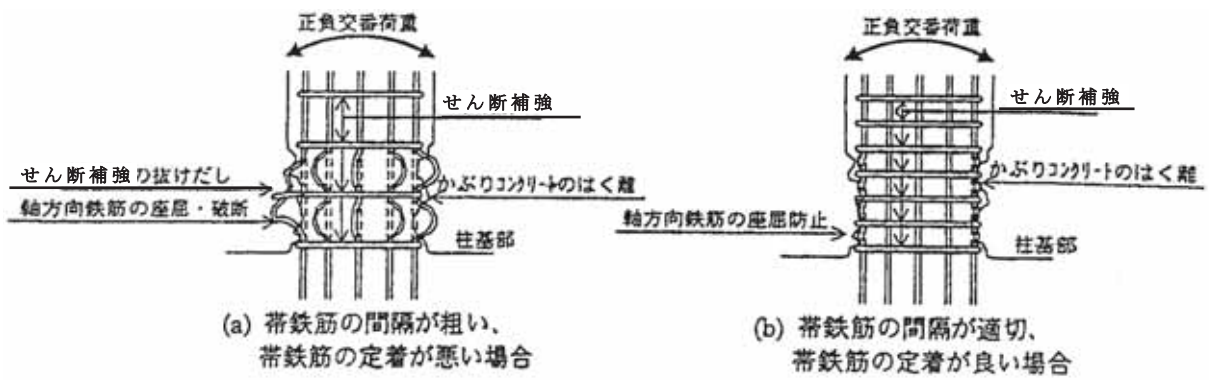 正負交番荷重
せん断補強
せん断補強の抜けだし
かぶりコンクリートのはく離
軸方向鉄筋の座屈・破断
柱基部
(a) 帯鉄筋の間隔が粗い、
帯鉄筋の定着が悪い場合
正負交番荷重
せん断補強
かぶりコンクリートのはく離
軸方向鉄筋の座屈防止
柱基部
(b) 帯鉄筋の間隔が適切、
帯鉄筋の定着が良い場合